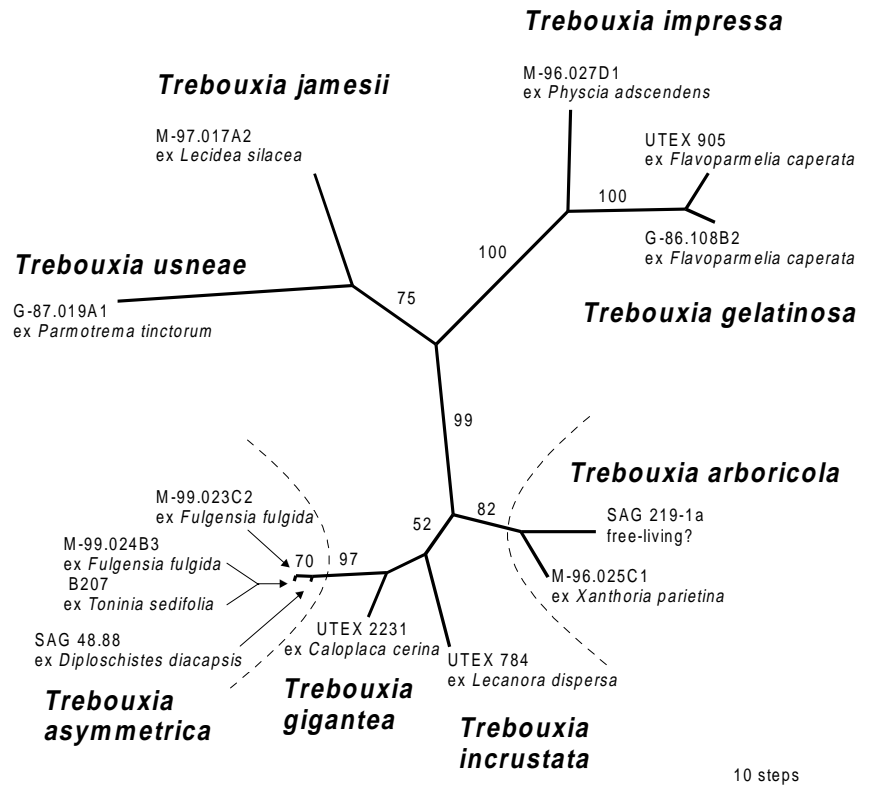 Trebouxia impressa
M-96.027D1
ex Physcia adscendens
Trebouxia jamesii
M-97.017A2
ex Lecidea silacea
UTEX 905
ex Flavoparmelia caperata
100
G-86.108B2
ex Flavoparmelia caperata
100
Trebouxia usneae
G-87.019A1
ex Parmotrema tinctorum
75
Trebouxia gelatinosa
99
Trebouxia arboricola
M-99.023C2
ex Fulgensia fulgida
82
SAG 219-1a
free-living?
52
M-99.024B3
ex Fulgensia fulgida
70
97
B207
ex Toninia sedifolia
M-96.025C1
ex Xanthoria parietina
SAG 48.88
ex Diploschistes diacapsis
UTEX 2231
ex Caloplaca cerina
UTEX 784
ex Lecanora dispersa
Trebouxia
asymmetrica
Trebouxia
gigantea
Trebouxia
incrustata
10 steps